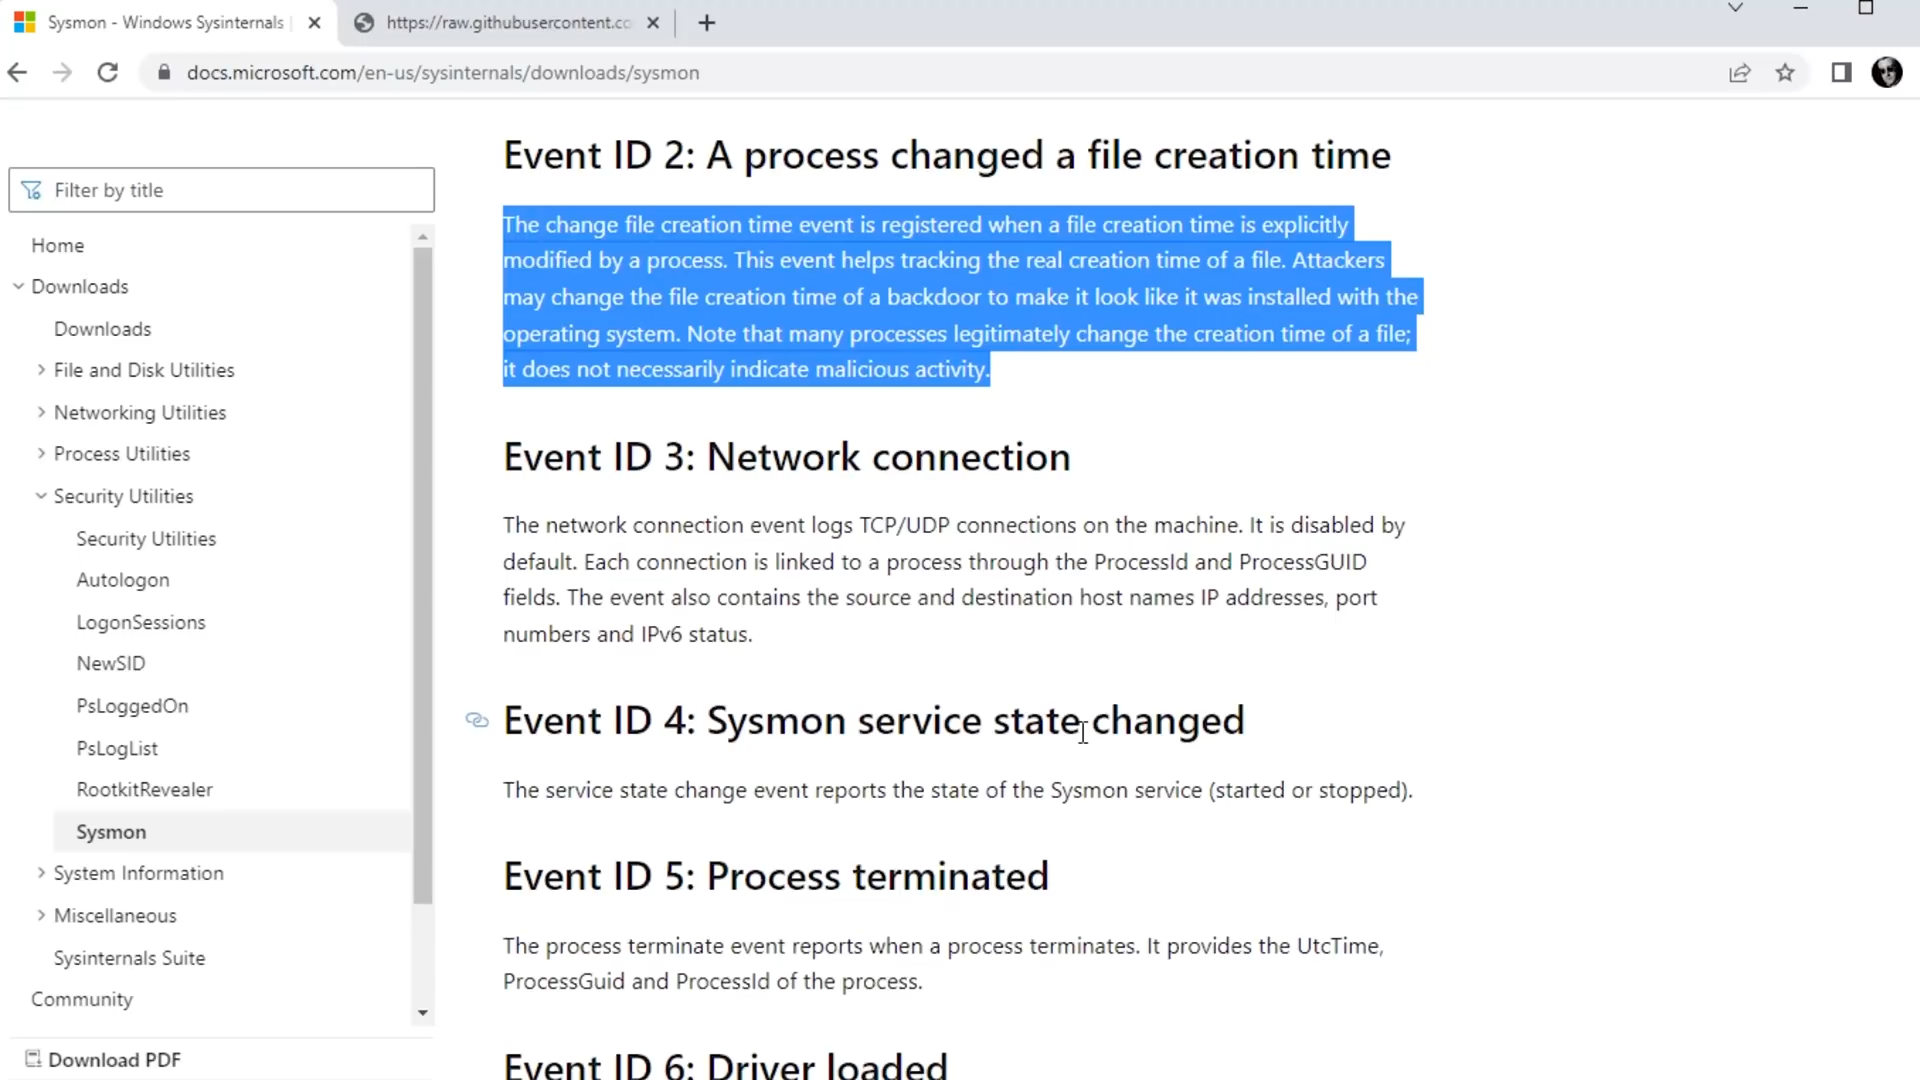 Sysmon - Windows Sysinternals
https://raw.githubusercontent.co
docs.microsoft.com/en-us/sysinternals/downloads/sysmon
Filter by title
Home
Downloads
Downloads
File and Disk Utilities
Networking Utilities
Process Utilities
Security Utilities
Security Utilities
Autologon
LogonSessions
NewSID
PsLoggedOn
PsLogList
RootkitRevealer
Sysmon
System Information
Miscellaneous
Sysinternals Suite
Community
Download PDF
Event ID 2: A process changed a file creation time
The change file creation time event is registered when a file creation time is explicitly
modified by a process. This event helps tracking the real creation time of a file. Attackers
may change the file creation time of a backdoor to make it look like it was installed with the
operating system. Note that many processes legitimately change the creation time of a file;
it does not necessarily indicate malicious activity.
Event ID 3: Network connection
The network connection event logs TCP/UDP connections on the machine. It is disabled by
default. Each connection is linked to a process through the ProcessId and ProcessGUID
fields. The event also contains the source and destination host names IP addresses, port
numbers and IPv6 status.
Event ID 4: Sysmon service state changed
The service state change event reports the state of the Sysmon service (started or stopped).
Event ID 5: Process terminated
The process terminate event reports when a process terminates. It provides the UtcTime,
ProcessGuid and ProcessId of the process.
Event ID 6: Driver loaded